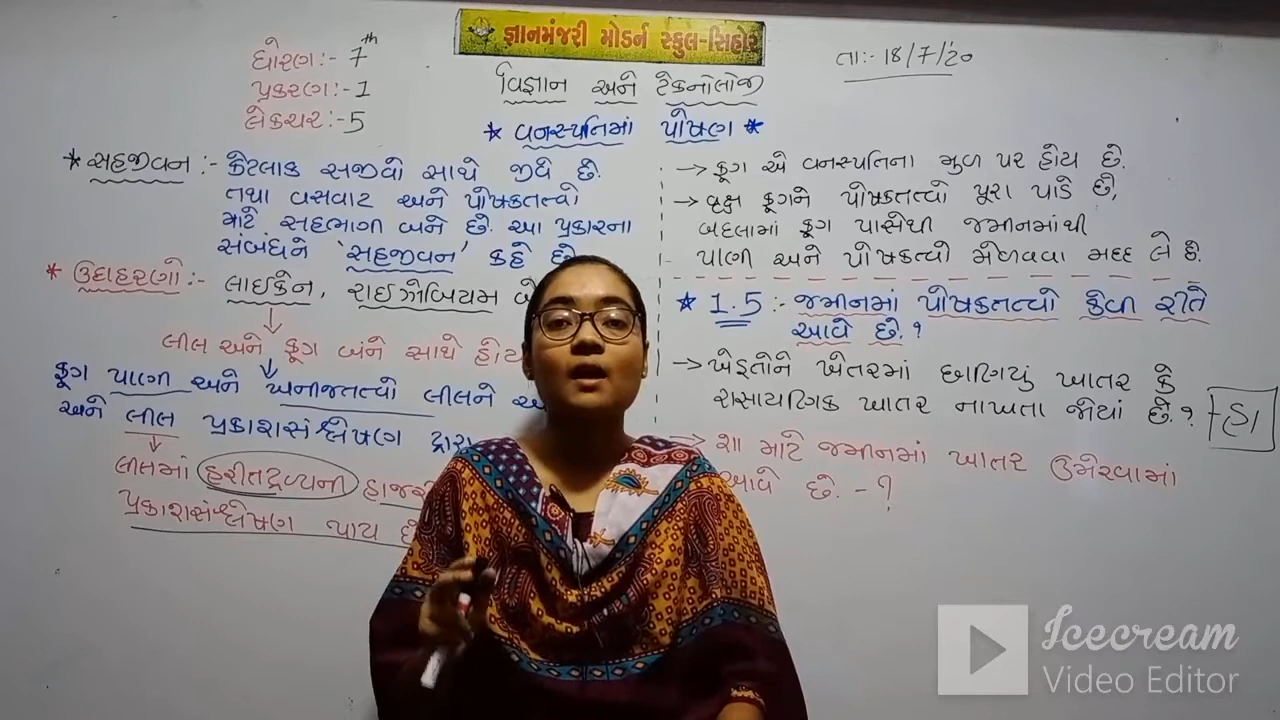 જ્ઞાનમંજરી મોડર્ન સ્કુલ-સિહોર
ધોરણ:- 7th
પ્રકરણ:-1
લેક્ચર:-5
તા:- 18/7/20
વિજ્ઞાન અને ટેકનોલોજી
* વનસ્પતિમાં પોષણ *
* સહજીવન :- કેટલાક સજીવો સાથે જીવે છે.
તથા વસવાટ અને પોષકતત્વો
માટે સહભાગી બને છે. આ પ્રકારના
સંબંધને 'સહજીવન' કહે છે
* ઉદાહરણો:- લાઈકેન, રાઈઝોબિયમ બે
લીલ અને ફૂગ બંને સાથે હોય
ફૂગ પાણી અને ખનીજતત્વો લીલને
અને લીલ પ્રકાશસંશ્લેષણ દ્વારા
લીલમાં હરીતદ્રવ્યની હાજ
પ્રકાશસંશ્લેષણ થાય છે
→ ફૂગ એ વનસ્પતિના મુળ પર હોય છે.
→ વૃક્ષ ફૂગને પોષકતત્વો પૂરા પાડે છે,
બદલામાં ફૂગ પાસેથી જમીનમાંથી
પાણી અને પોષકત્વો મેળવવા મદદ લે છે.
* 1.5 :- જમીનમાં પોષકતત્વો કેવી રીતે
આવે છે.?
→ ખેડૂતોને ખેતરમાં છાણિયું ખાતર કે
રાસાયણિક ખાતર નાખતા જોયાં છે.? -હા
→ શા માટે જમીનમાં ખાતર ઉમેરવામાં
આવે છે. -?
Icecream
Video Editor